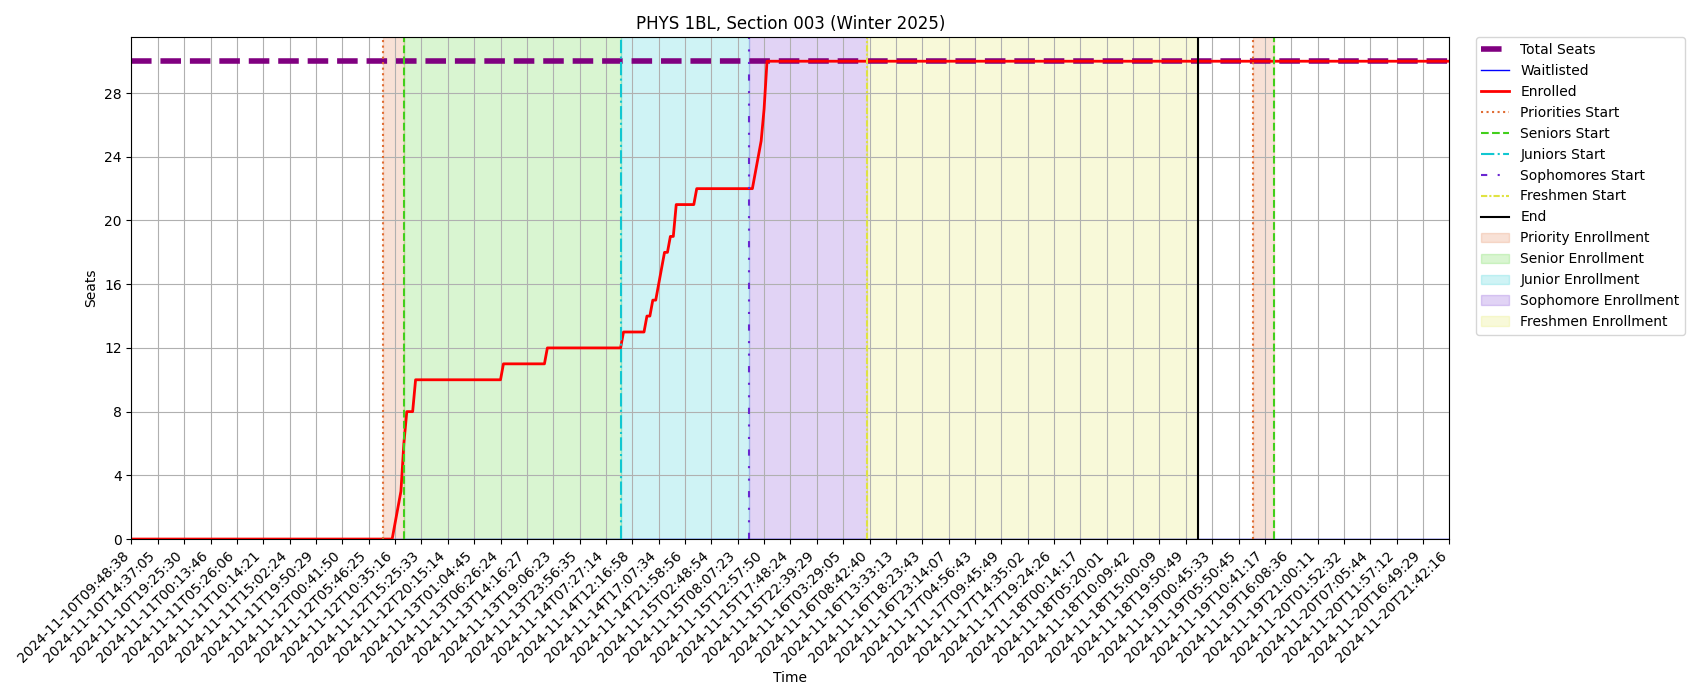 PHYS 1BL, Section 003 (Winter 2025)
Total Seats
Waitlisted
Enrolled
Priorities Start
Seniors Start
Juniors Start
Sophomores Start
Freshmen Start
End
Priority Enrollment
Senior Enrollment
Junior Enrollment
Sophomore Enrollment
Freshmen Enrollment
Seats
28
24
20
16
12
8
4
0
2024-11-10T09:48:38
2024-11-10T14:37:05
2024-11-10T19:25:30
2024-11-11T00:13:46
2024-11-11T05:26:06
2024-11-11T10:14:21
2024-11-11T15:02:24
2024-11-11T19:50:29
2024-11-12T00:41:50
2024-11-12T05:46:25
2024-11-12T10:35:16
2024-11-12T15:25:33
2024-11-12T20:15:14
2024-11-13T01:04:45
2024-11-13T06:26:24
2024-11-13T14:16:27
2024-11-13T19:06:23
2024-11-13T23:56:35
2024-11-14T07:27:14
2024-11-14T12:16:58
2024-11-14T17:07:34
2024-11-14T21:58:56
2024-11-15T02:48:54
2024-11-15T08:07:23
2024-11-15T12:57:50
2024-11-15T17:48:24
2024-11-15T22:39:29
2024-11-16T03:29:05
2024-11-16T08:42:40
2024-11-16T13:33:13
2024-11-16T18:23:43
2024-11-16T23:14:07
2024-11-17T04:56:43
2024-11-17T09:45:49
2024-11-17T14:35:02
2024-11-17T19:24:26
2024-11-18T00:14:17
2024-11-18T05:20:01
2024-11-18T10:09:42
2024-11-18T15:00:09
2024-11-18T19:50:49
2024-11-19T00:45:33
2024-11-19T05:50:45
2024-11-19T10:41:17
2024-11-19T16:08:36
2024-11-19T21:00:11
2024-11-20T01:52:32
2024-11-20T07:05:44
2024-11-20T11:57:12
2024-11-20T16:49:29
2024-11-20T21:42:16
Time